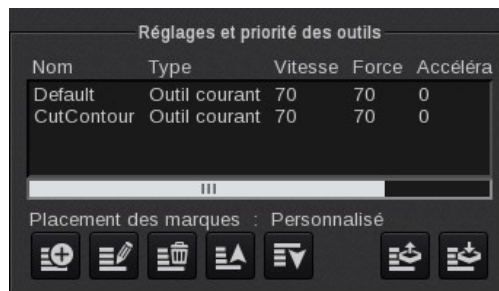 Réglages et priorité des outils
Nom Type Vitesse Force Accéléra
Default Outil courant 70 70 0
CutContour Outil courant 70 70 0
Placement des marques : Personnalisé